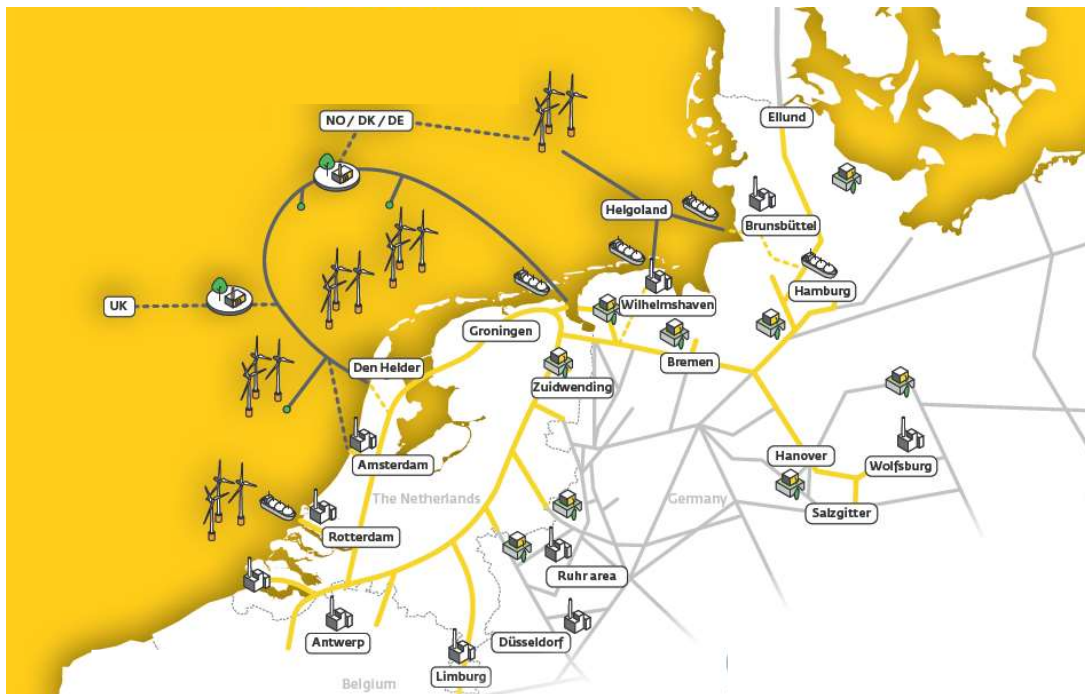 NO / DK / DE
Ellund
Helgoland
Brunsbüttel
UK
Wilhelmshaven
Hamburg
Groningen
Den Helder
Bremen
Zuidwending
Amsterdam
Hanover
Wolfsburg
The Netherlands
Germany
Salzgitter
Rotterdam
Ruhr area
Antwerp
Düsseldorf
Limburg
Belgium